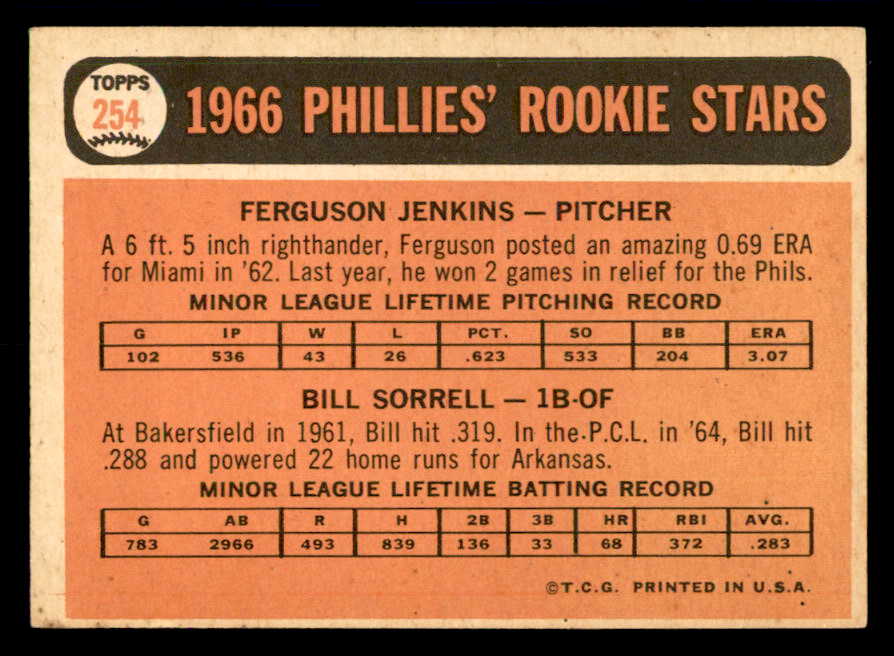 TOPPS
254
1966 PHILLIES' ROOKIE STARS
FERGUSON JENKINS — PITCHER
A 6 ft. 5 inch righthander, Ferguson posted an amazing 0.69 ERA
for Miami in '62. Last year, he won 2 games in relief for the Phils.
MINOR LEAGUE LIFETIME PITCHING RECORD
G IP W L PCT. SO BB ERA
102 536 43 26 .623 533 204 3.07
BILL SORRELL — 1B-OF
At Bakersfield in 1961, Bill hit .319. In the P.C.L. in '64, Bill hit
.288 and powered 22 home runs for Arkansas.
MINOR LEAGUE LIFETIME BATTING RECORD
G AB R H 2B 3B HR RBI AVG.
783 2966 493 839 136 33 68 372 .283
©T.C.G. PRINTED IN U.S.A.